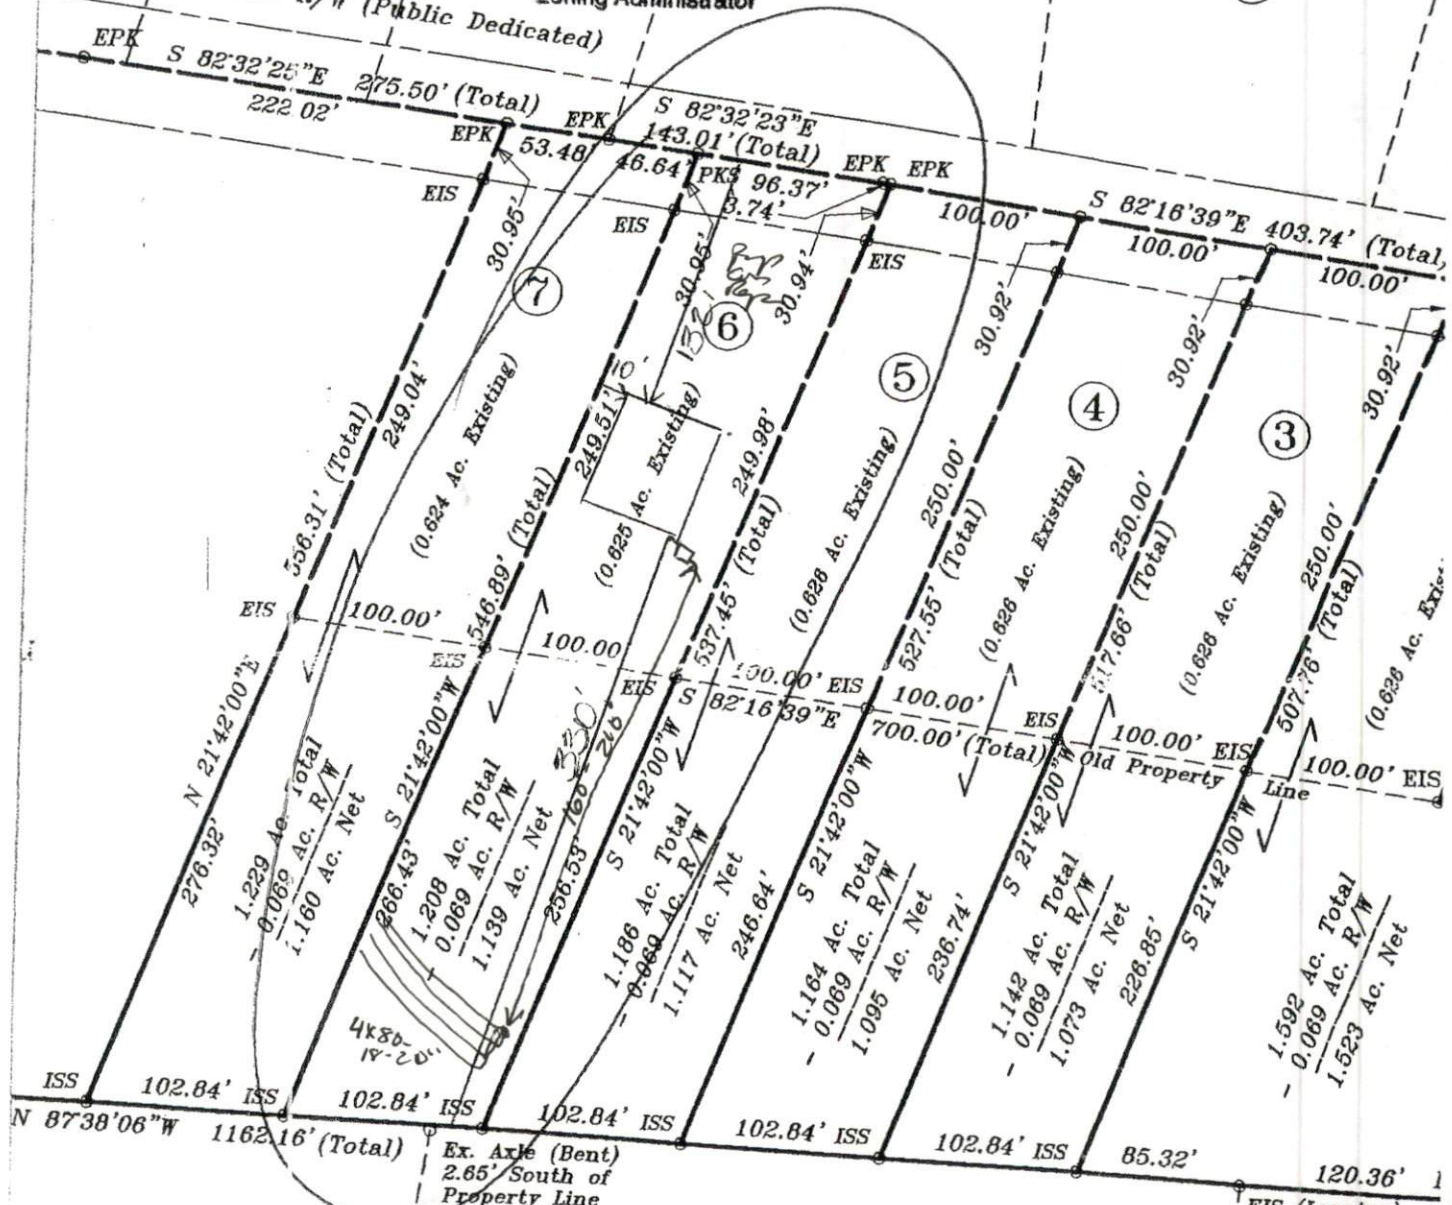 R/W (Public Dedicated)
Zoning Administrator
EPK
S 82°32'25"E
275.50' (Total)
222.02'
EPK
53.48'
EPK
S 82°32'23"E
143.01' (Total)
46.64'
PKS
96.37'
3.74'
EPK
EPK
100.00'
S 82°16'39"E
403.74' (Total,
100.00'
100.00'
EIS
EIS
EIS
30.95'
30.95'
30.94'
30.92'
30.92'
30.92'
132'
10'
7
6
5
4
3
556.31' (Total)
249.04'
(0.624 Ac. Existing)
249.51'
546.89' (Total)
(0.625 Ac. Existing)
249.98'
537.45' (Total)
(0.626 Ac. Existing)
250.00'
527.55' (Total)
(0.626 Ac. Existing)
250.00'
517.66' (Total)
(0.626 Ac. Existing)
250.00'
507.76' (Total)
(0.626 Ac. Exis
EIS
100.00'
EIS
100.00
EIS
100.00'
EIS
S 82°16'39"E
100.00'
700.00' (Total)
EIS
100.00'
EIS
Old Property
Line
100.00'
EIS
N 21°42'00"E
276.32'
1.229 Ac. Total
0.069 Ac. R/W
1.160 Ac. Net
S 21°42'00"W
266.43'
1.208 Ac. Total
0.069 Ac. R/W
1.139 Ac. Net
330'
256.53'
S 21°42'00"W
1.186 Ac. Total
0.069 Ac. R/W
1.117 Ac. Net
S 21°42'00"W
246.64'
1.164 Ac. Total
0.069 Ac. R/W
1.095 Ac. Net
S 21°42'00"W
236.74'
1.142 Ac. Total
0.069 Ac. R/W
1.073 Ac. Net
S 21°42'00"W
226.85'
1.592 Ac. Total
0.069 Ac. R/W
1.523 Ac. Net
4x80-
18-20"
ISS
102.84'
ISS
102.84'
ISS
102.84'
ISS
102.84'
ISS
102.84'
ISS
85.32'
120.36'
N 87°38'06"W
1162.16' (Total)
Ex. Axle (Bent)
2.65' South of
Property Line